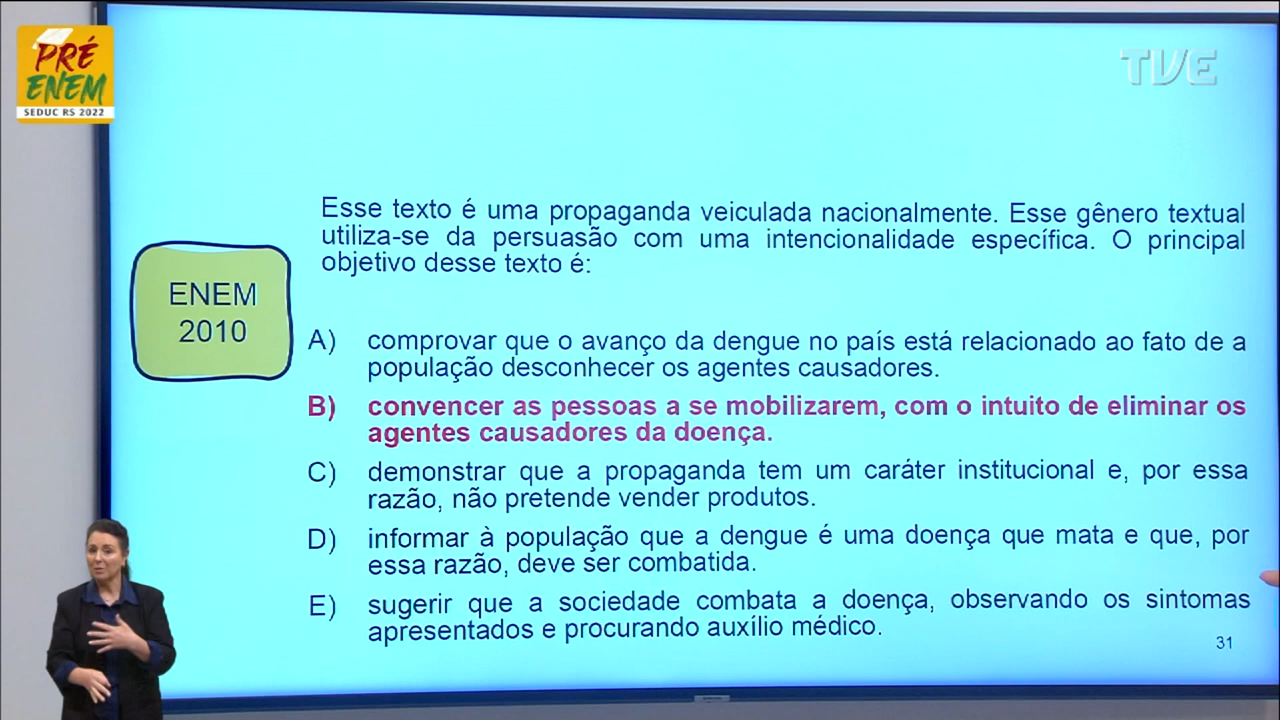 PRÉ
ENEM
SEDUC RS 2022
TVE
Esse texto é uma propaganda veiculada nacionalmente. Esse gênero textual
utiliza-se da persuasão com uma intencionalidade específica. O principal
objetivo desse texto é:
ENEM
2010
A) comprovar que o avanço da dengue no país está relacionado ao fato de a
população desconhecer os agentes causadores.
B) convencer as pessoas a se mobilizarem, com o intuito de eliminar os
agentes causadores da doença.
C) demonstrar que a propaganda tem um caráter institucional e, por essa
razão, não pretende vender produtos.
D) informar à população que a dengue é uma doença que mata e que, por
essa razão, deve ser combatida.
E) sugerir que a sociedade combata a doença, observando os sintomas
apresentados e procurando auxílio médico.
31